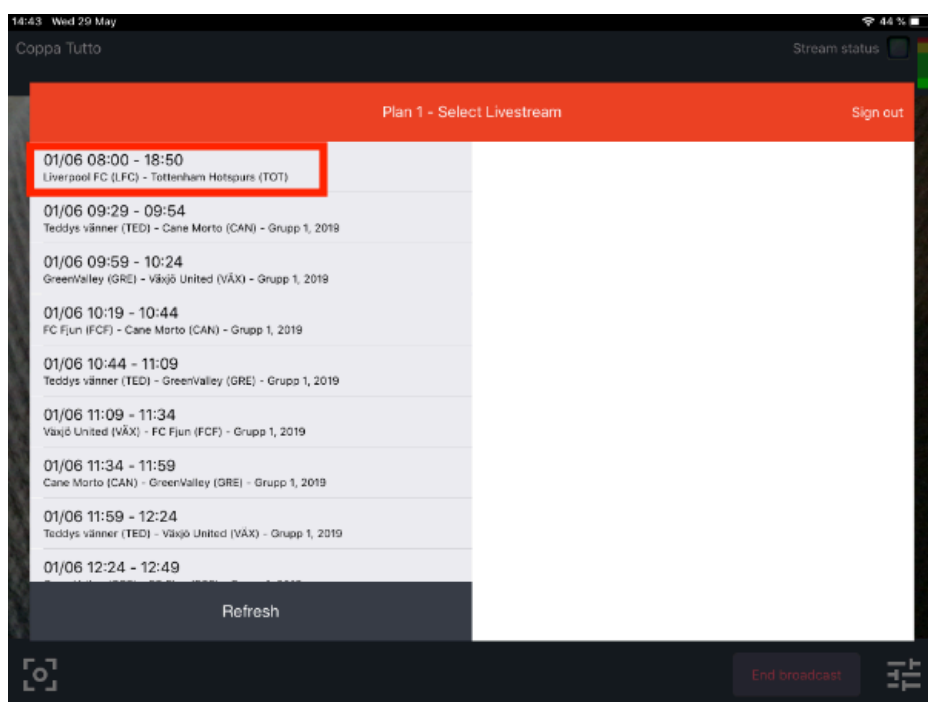 14:43 Wed 29 May
44 %
Coppa Tutto
Stream status
Plan 1 - Select Livestream
Sign out
01/06 08:00 - 18:50
Liverpool FC (LFC) - Tottenham Hotspurs (TOT)
01/06 09:29 - 09:54
Teddys vänner (TED) - Cane Morto (CAN) - Grupp 1, 2019
01/06 09:59 - 10:24
GreenValley (GRE) - Växjö United (VÄX) - Grupp 1, 2019
01/06 10:19 - 10:44
FC Fjun (FCF) - Cane Morto (CAN) - Grupp 1, 2019
01/06 10:44 - 11:09
Teddys vänner (TED) - GreenValley (GRE) - Grupp 1, 2019
01/06 11:09 - 11:34
Växjö United (VÄX) - FC Fjun (FCF) - Grupp 1, 2019
01/06 11:34 - 11:59
Cane Morto (CAN) - GreenValley (GRE) - Grupp 1, 2019
01/06 11:59 - 12:24
Teddys vänner (TED) - Växjö United (VÄX) - Grupp 1, 2019
01/06 12:24 - 12:49
Refresh
End broadcast